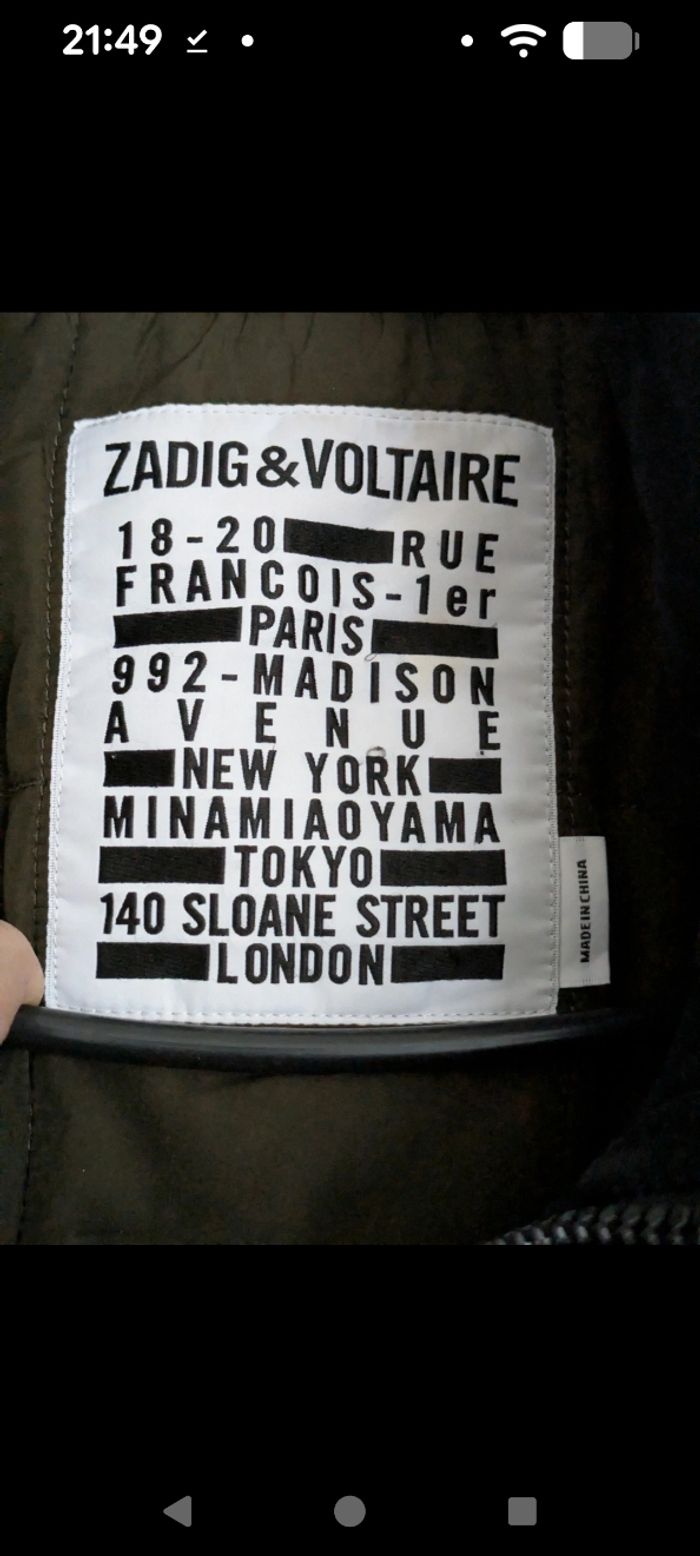 21:49
ZADIG&VOLTAIRE
18-20 RUE
FRANCOIS-1er
PARIS
992-MADISON
AVENUE
NEW YORK
MINAMIAOYAMA
TOKYO
140 SLOANE STREET
LONDON
MADE IN CHINA